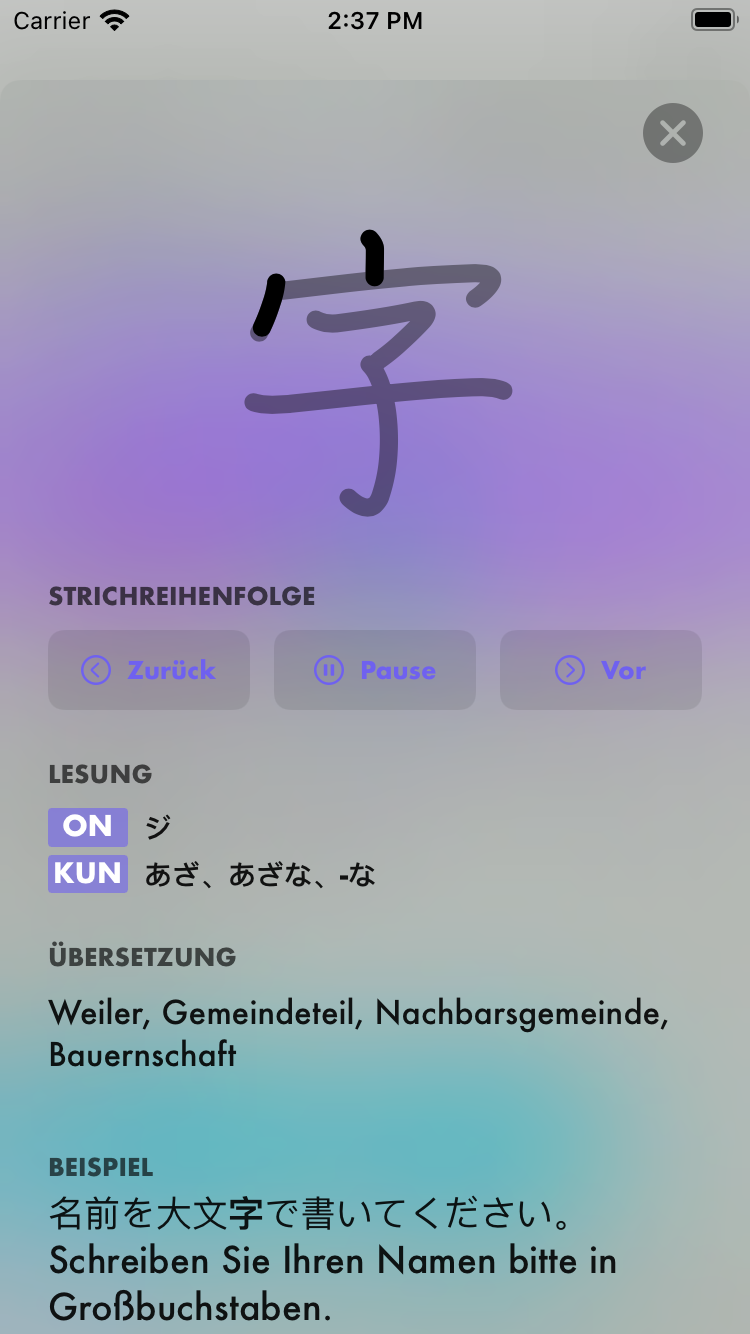 Carrier 2:37 PM
字
STRICHREIHENFOLGE
Zurück Pause Vor
LESUNG
ON ジ
KUN あざ、あざな、-な
ÜBERSETZUNG
Weiler, Gemeindeteil, Nachbarsgemeinde,
Bauernschaft
BEISPIEL
名前を大文字で書いてください。
Schreiben Sie Ihren Namen bitte in
Großbuchstaben.